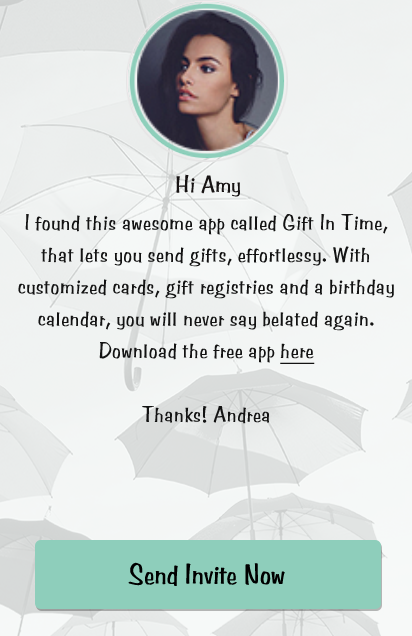 Hi Amy
I found this awesome app called Gift In Time,
that lets you send gifts, effortlessy. With
customized cards, gift registries and a birthday
calendar, you will never say belated again.
Download the free app here
Thanks! Andrea
Send Invite Now